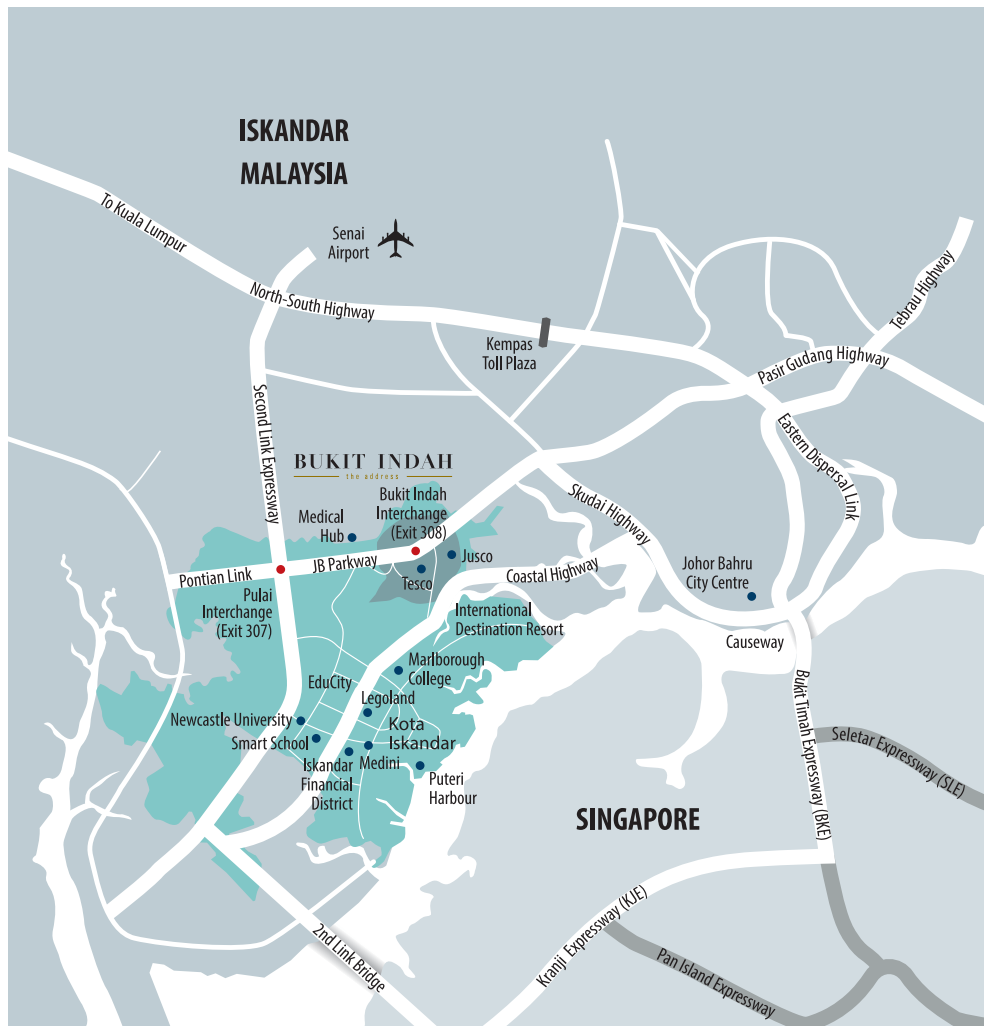 ISKANDAR
MALAYSIA
To Kuala Lumpur
Senai
Airport
North-South Highway
Kempas
Toll Plaza
Tebrau Highway
Pasir Gudang Highway
Second Link Expressway
Eastern Dispersal Link
BUKIT INDAH
the address
Bukit Indah
Interchange
(Exit 308)
Medical
Hub
Skudai Highway
Jusco
JB Parkway
Tesco
Pontian Link
Coastal Highway
Johor Bahru
City Centre
Pulai
Interchange
(Exit 307)
International
Destination Resort
Causeway
Marlborough
College
EduCity
Legoland
Bukit Timah Expressway (BKE)
Newcastle University
Kota
Iskandar
Smart School
Seletar Expressway (SLE)
Iskandar
Financial
District
Medini
Puteri
Harbour
SINGAPORE
2nd Link Bridge
Kranji Expressway (KJE)
Pan Island Expressway